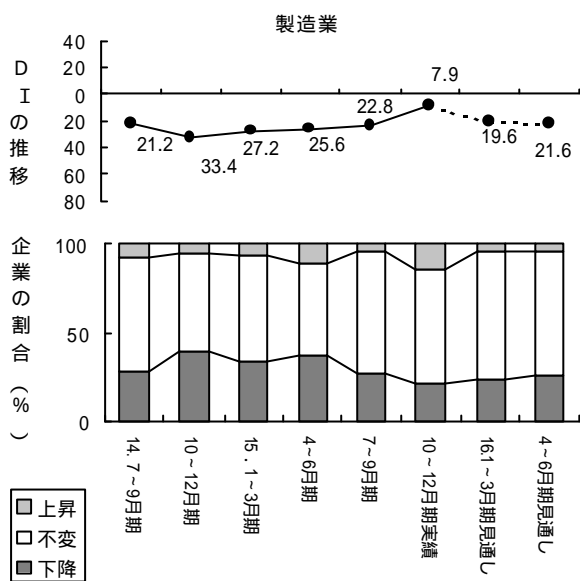 製造業
DIの推移
40
20
0
20
40
60
80
21.2
33.4
27.2
25.6
22.8
7.9
19.6
21.6
企業の割合(%)
100
50
0
14.7~9月期
10~12月期
15.1~3月期
4~6月期
7~9月期
10~12月期実績
16.1~3月期見通し
4~6月期見通し
上昇
不変
下降